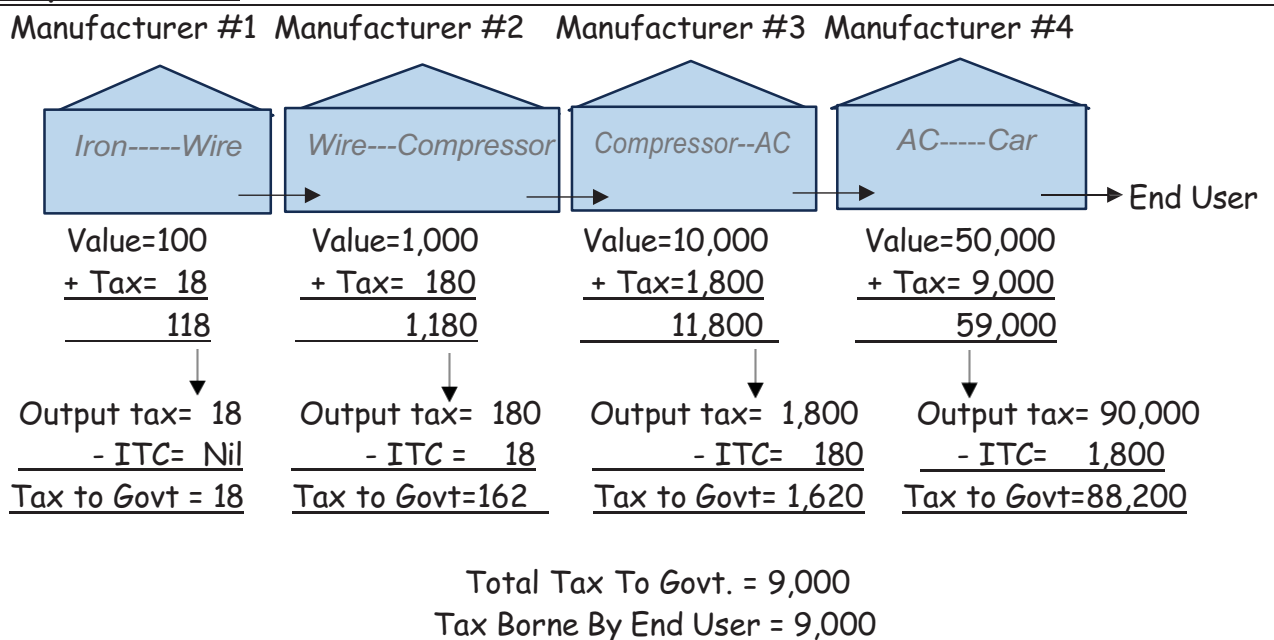 Manufacturer #1 Manufacturer #2 Manufacturer #3 Manufacturer #4
Iron-----Wire Wire---Compressor Compressor--AC AC-----Car
End User
Value=100 Value=1,000 Value=10,000 Value=50,000
+ Tax= 18 + Tax= 180 + Tax=1,800 + Tax= 9,000
118 1,180 11,800 59,000
Output tax= 18 Output tax= 180 Output tax= 1,800 Output tax= 90,000
- ITC= Nil - ITC = 18 - ITC= 180 - ITC= 1,800
Tax to Govt = 18 Tax to Govt=162 Tax to Govt= 1,620 Tax to Govt=88,200
Total Tax To Govt. = 9,000
Tax Borne By End User = 9,000